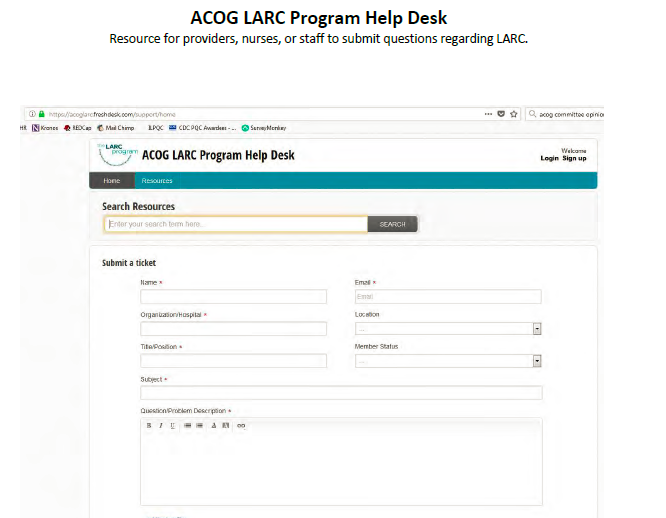 ACOG LARC Program Help Desk
Resource for providers, nurses, or staff to submit questions regarding LARC.
https://acoglarc.freshdesk.com/support/home
acog committee opinion
HR Kronos REDCap Mail Chimp ILPQC CDC PQC Awardees - ... SurveyMonkey
LARC program
ACOG LARC Program Help Desk
Welcome
Login Sign up
Home Resources
Search Resources
Enter your search term here...
SEARCH
Submit a ticket
Name * Email *
Email
Organization/Hospital * Location
...
Title/Position * Member Status
...
Subject *
Question/Problem Description *
B I U A